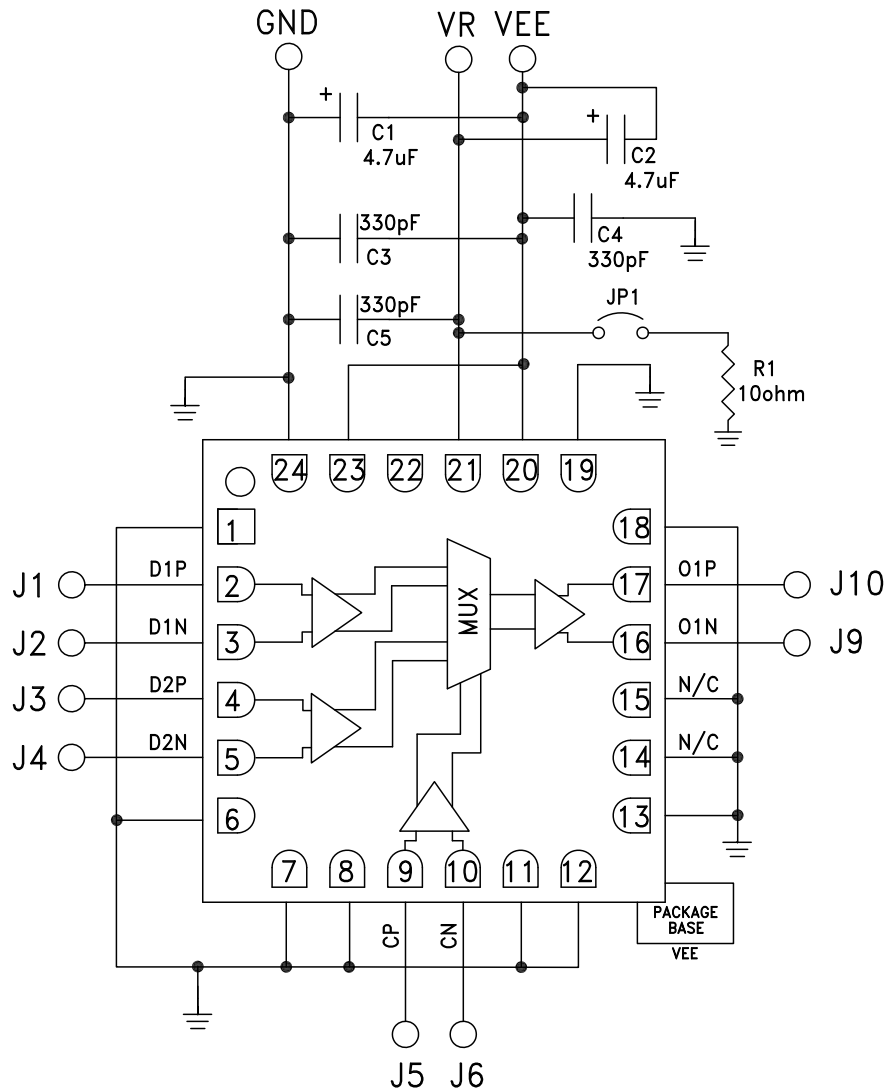 GND VR VEE
+ C1 4.7uF
+ C2 4.7uF
330pF C3
C4 330pF
330pF C5
JP1
R1 10ohm
24 23 22 21 20 19
1 18
J1 D1P 2 17 O1P J10
J2 D1N 3 16 O1N J9
MUX
J3 D2P 4 15 N/C
J4 D2N 5 14 N/C
6 13
7 8 9 10 11 12
CP CN
PACKAGE
BASE
VEE
J5 J6